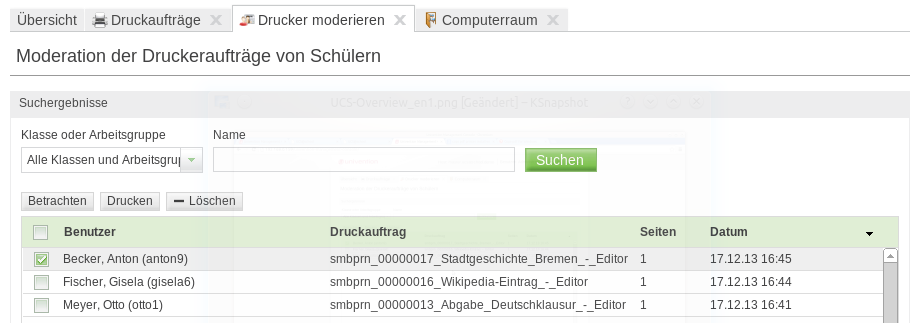 Übersicht Druckaufträge Drucker moderieren Computerraum
Moderation der Druckeraufträge von Schülern
Suchergebnisse
UCS-Overview_en1.png [Geändert] – KSnapshot
Klasse oder Arbeitsgruppe Name
Alle Klassen und Arbeitsgrup Suchen
Betrachten Drucken Löschen
Benutzer Druckauftrag Seiten Datum
Becker, Anton (anton9) smbprn_00000017_Stadtgeschichte_Bremen_-_Editor 1 17.12.13 16:45
Fischer, Gisela (gisela6) smbprn_00000016_Wikipedia-Eintrag_-_Editor 1 17.12.13 16:44
Meyer, Otto (otto1) smbprn_00000013_Abgabe_Deutschklausur_-_Editor 1 17.12.13 16:41